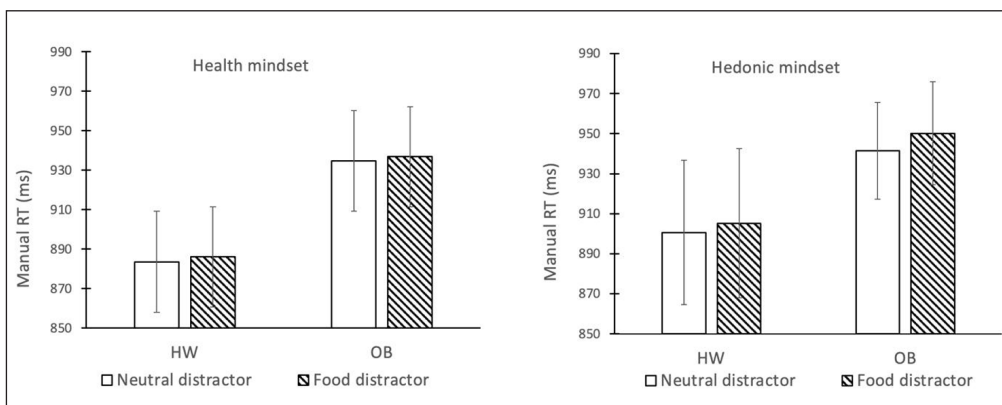 Health mindset
Manual RT (ms)
990
970
950
930
910
890
870
850
HW OB
Neutral distractor Food distractor
Hedonic mindset
Manual RT (ms)
990
970
950
930
910
890
870
850
HW OB
Neutral distractor Food distractor